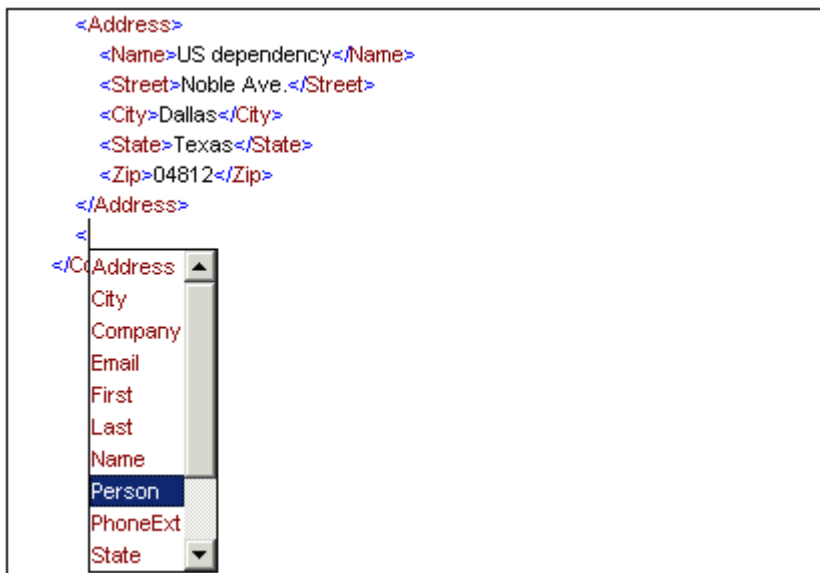 <Address>
<Name>US dependency</Name>
<Street>Noble Ave.</Street>
<City>Dallas</City>
<State>Texas</State>
<Zip>04812</Zip>
</Address>
<
</Co
Address
City
Company
Email
First
Last
Name
Person
PhoneExt
State